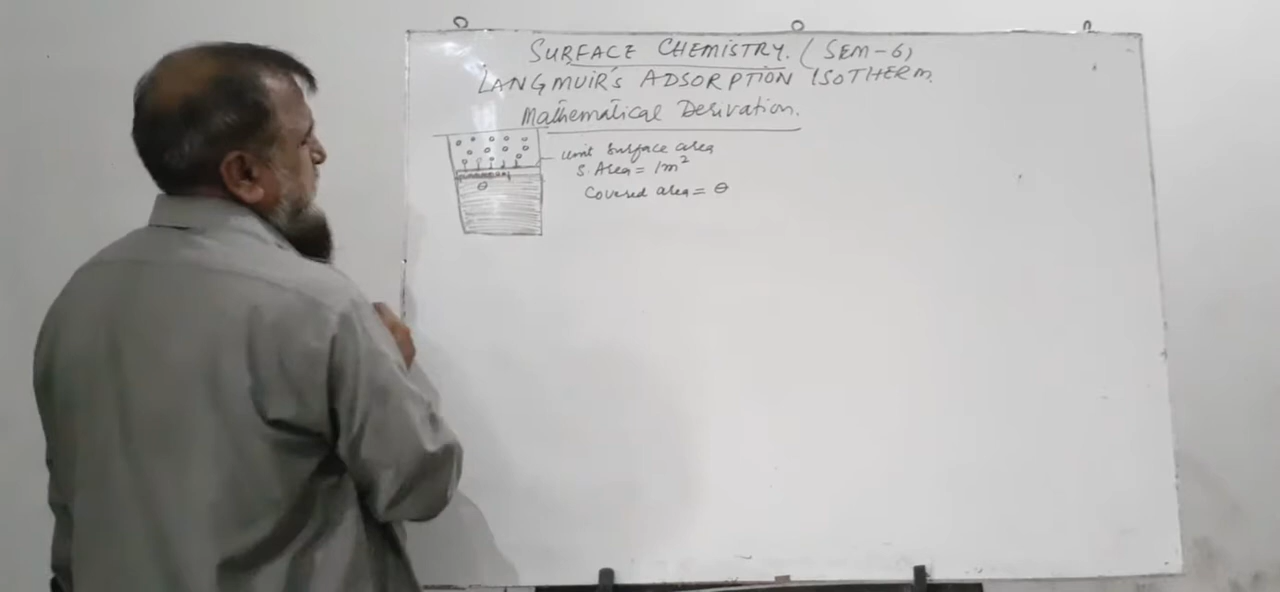 SURFACE CHEMISTRY. (SEM-6)
LANGMUIR'S ADSORPTION ISOTHERM
Mathematical Derivation.
unit surface area
S. Area = 1m²
Covered area = θ
θ